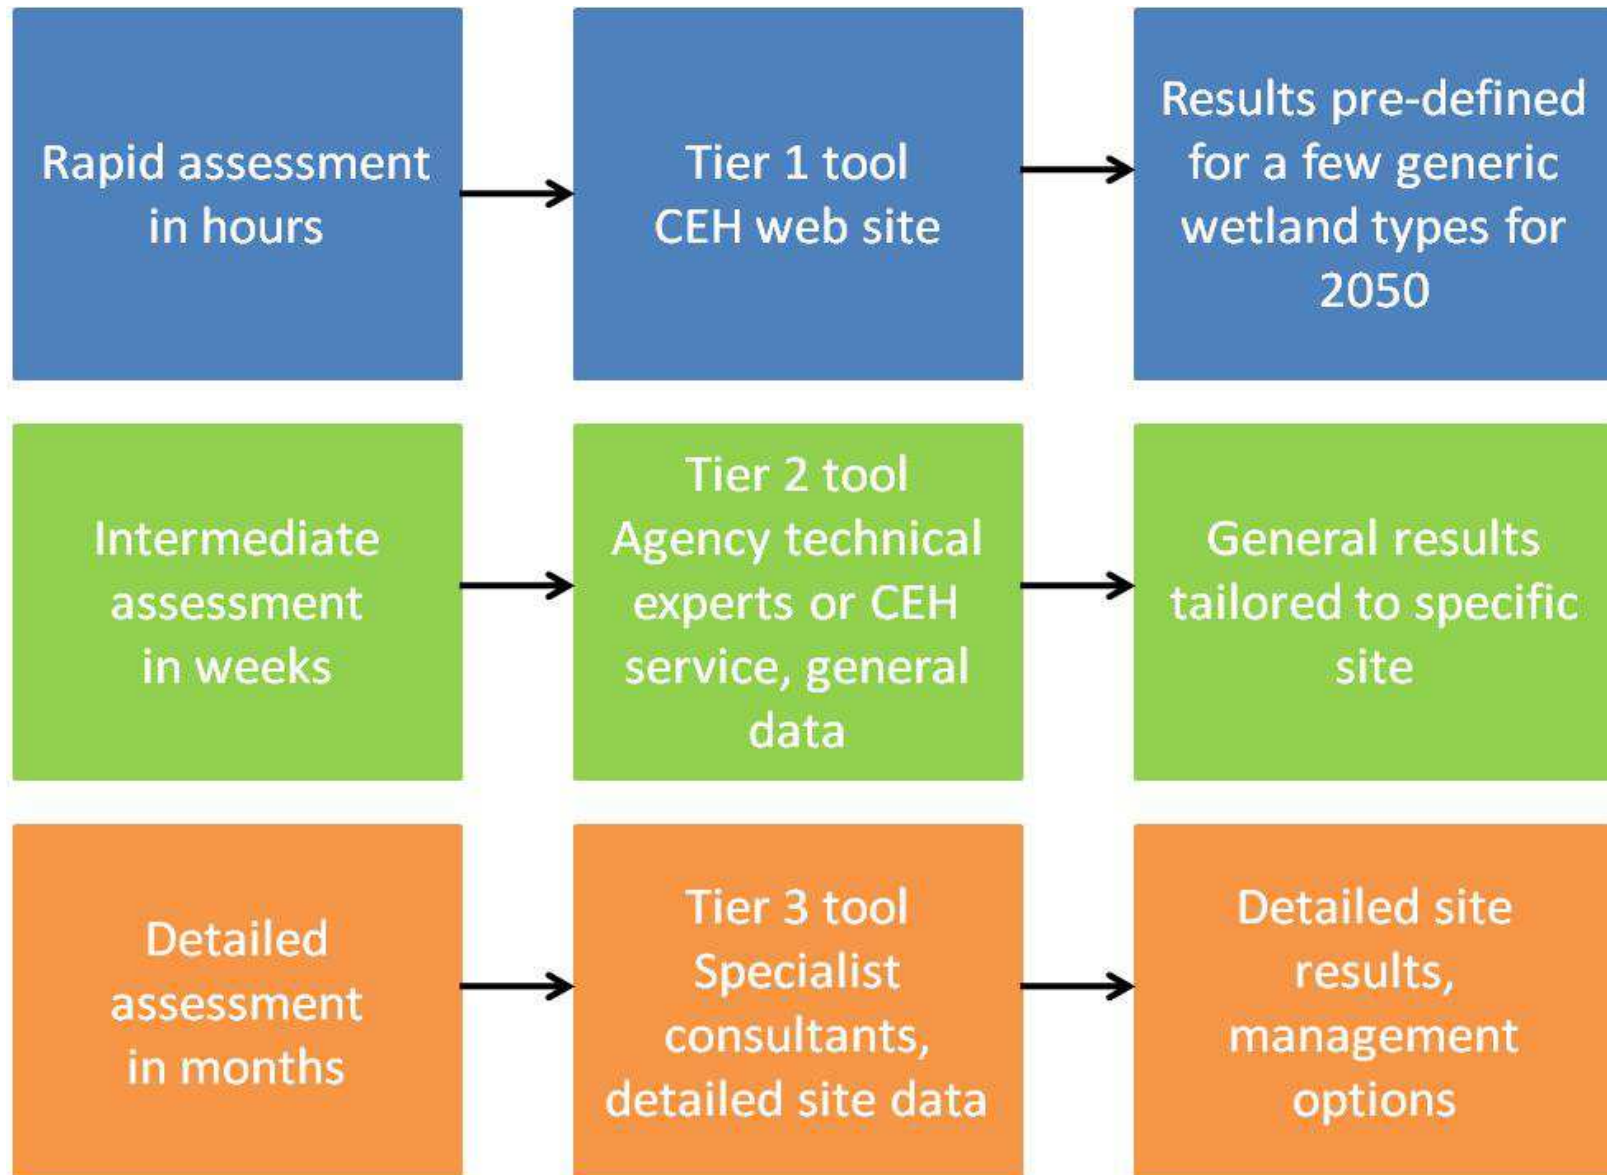 Rapid assessment
in hours
Tier 1 tool
CEH web site
Results pre-defined
for a few generic
wetland types for
2050
Intermediate
assessment
in weeks
Tier 2 tool
Agency technical
experts or CEH
service, general
data
General results
tailored to specific
site
Detailed
assessment
in months
Tier 3 tool
Specialist
consultants,
detailed site data
Detailed site
results,
management
options